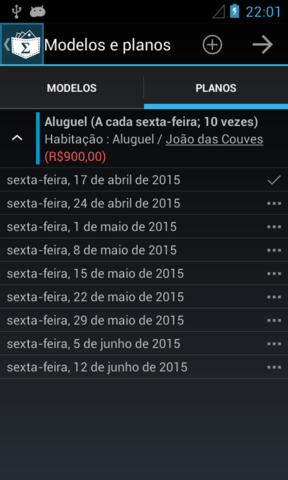 22:01
Modelos e planos
MODELOS
PLANOS
Aluguel (A cada sexta-feira; 10 vezes)
Habitação : Aluguel / João das Couves
(R$900,00)
sexta-feira, 17 de abril de 2015
sexta-feira, 24 de abril de 2015
sexta-feira, 1 de maio de 2015
sexta-feira, 8 de maio de 2015
sexta-feira, 15 de maio de 2015
sexta-feira, 22 de maio de 2015
sexta-feira, 29 de maio de 2015
sexta-feira, 5 de junho de 2015
sexta-feira, 12 de junho de 2015